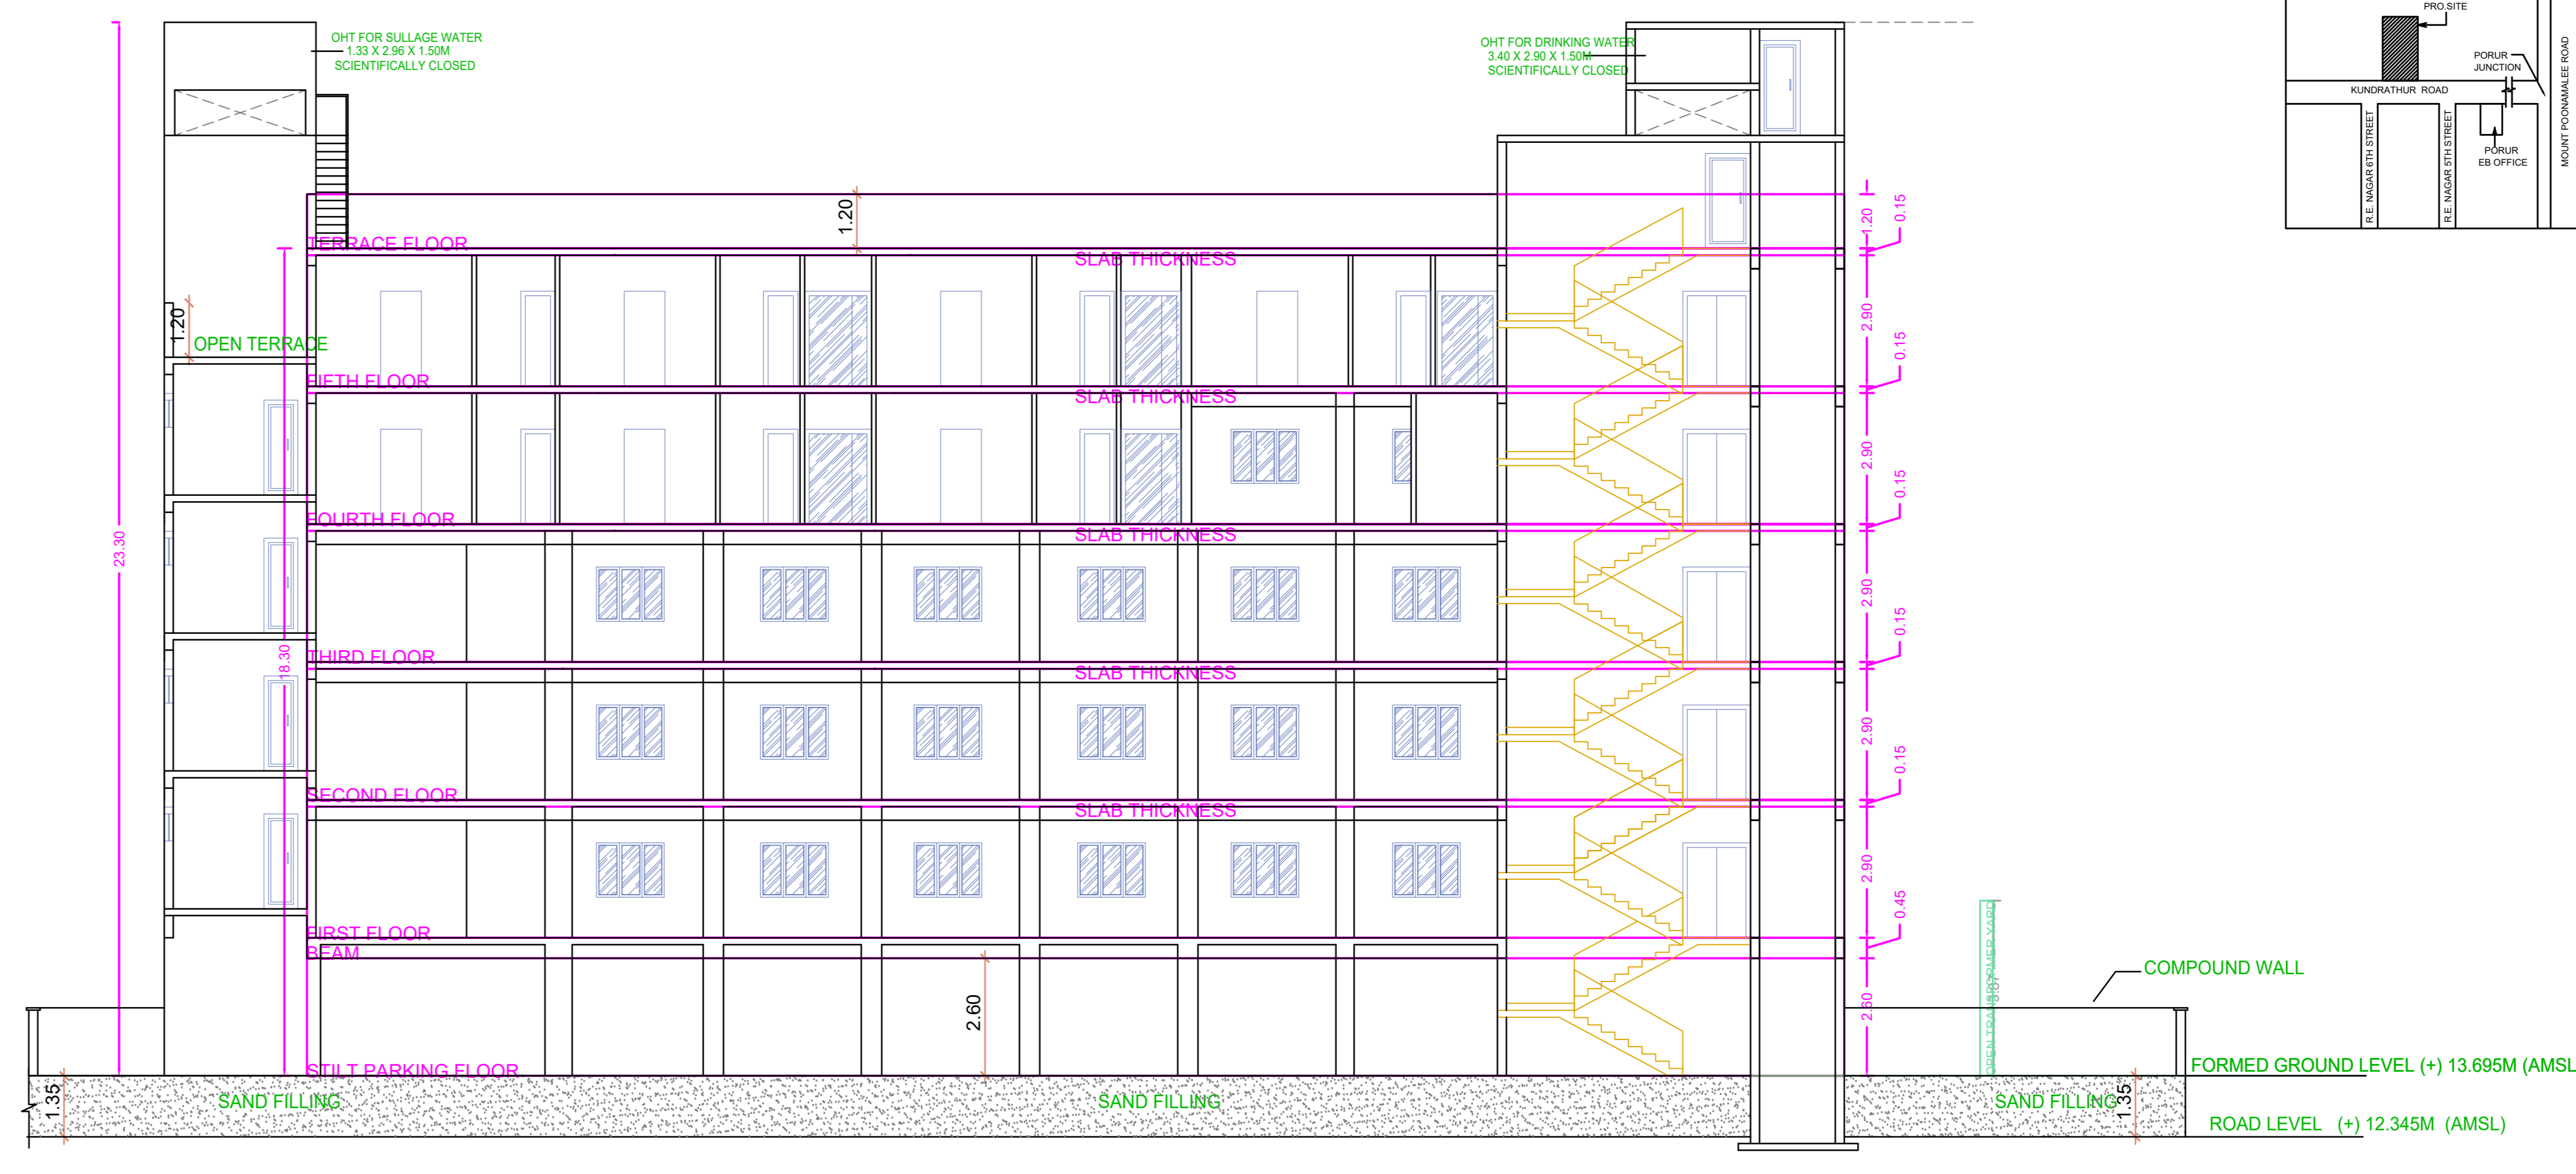 OHT FOR SULLAGE WATER
1.33 X 2.96 X 1.50M
SCIENTIFICALLY CLOSED
OHT FOR DRINKING WATER
3.40 X 2.90 X 1.50M
SCIENTIFICALLY CLOSED
PRO.SITE
PORUR
JUNCTION
KUNDRATHUR ROAD
MOUNT POONAMALEE ROAD
R.E. NAGAR 6TH STREET
R.E. NAGAR 5TH STREET
PORUR
EB OFFICE
1.20
1.20
0.15
TERRACE FLOOR
SLAB THICKNESS
2.90
1.20
OPEN TERRACE
0.15
FIFTH FLOOR
SLAB THICKNESS
2.90
0.15
FOURTH FLOOR
SLAB THICKNESS
23.30
2.90
0.15
THIRD FLOOR
18.30
SLAB THICKNESS
2.90
0.15
SECOND FLOOR
SLAB THICKNESS
2.90
0.45
FIRST FLOOR
BEAM
2.60
2.60
OPEN TRANSFORMER YARD
COMPOUND WALL
STILT PARKING FLOOR
FORMED GROUND LEVEL (+) 13.695M (AMSL
1.35
SAND FILLING
SAND FILLING
SAND FILLING
1.35
ROAD LEVEL (+) 12.345M (AMSL)